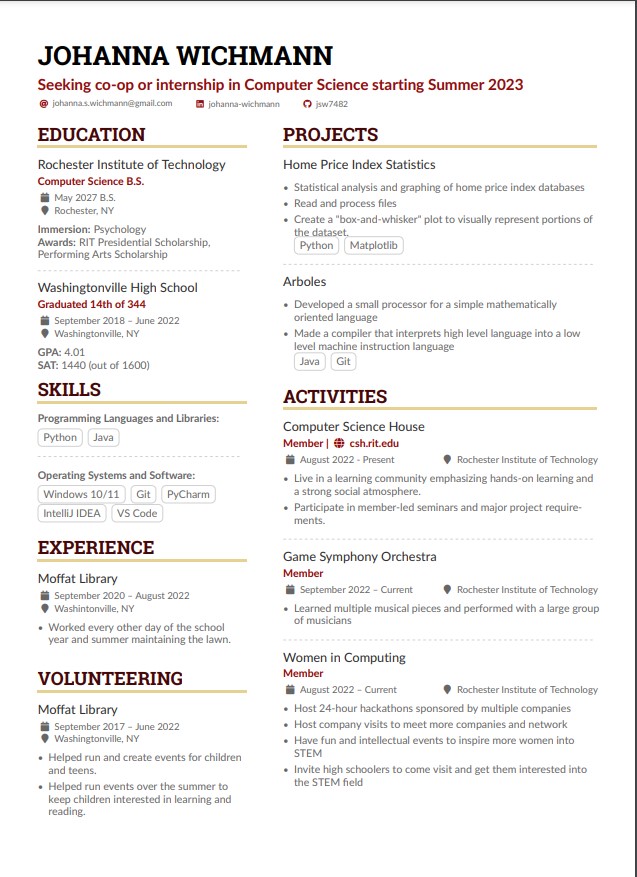 JOHANNA WICHMANN
Seeking co-op or internship in Computer Science starting Summer 2023
johanna.s.wichmann@gmail.com johanna-wichmann jsw7482
EDUCATION
Rochester Institute of Technology
Computer Science B.S.
May 2027 B.S.
Rochester, NY
Immersion: Psychology
Awards: RIT Presidential Scholarship,
Performing Arts Scholarship
Washingtonville High School
Graduated 14th of 344
September 2018 – June 2022
Washingtonville, NY
GPA: 4.01
SAT: 1440 (out of 1600)
SKILLS
Programming Languages and Libraries:
Python Java
Operating Systems and Software:
Windows 10/11 Git PyCharm
IntelliJ IDEA VS Code
EXPERIENCE
Moffat Library
September 2020 – August 2022
Washintonville, NY
• Worked every other day of the school
year and summer maintaining the lawn.
VOLUNTEERING
Moffat Library
September 2017 – June 2022
Washingtonville, NY
• Helped run and create events for children
and teens.
• Helped run events over the summer to
keep children interested in learning and
reading.
PROJECTS
Home Price Index Statistics
• Statistical analysis and graphing of home price index databases
• Read and process files
• Create a "box-and-whisker" plot to visually represent portions of
the dataset.
Python Matplotlib
Arboles
• Developed a small processor for a simple mathematically
oriented language
• Made a compiler that interprets high level language into a low
level machine instruction language
Java Git
ACTIVITIES
Computer Science House
Member | csh.rit.edu
August 2022 - Present Rochester Institute of Technology
• Live in a learning community emphasizing hands-on learning and
a strong social atmosphere.
• Participate in member-led seminars and major project require-
ments.
Game Symphony Orchestra
Member
September 2022 – Current Rochester Institute of Technology
• Learned multiple musical pieces and performed with a large group
of musicians
Women in Computing
Member
August 2022 – Current Rochester Institute of Technology
• Host 24-hour hackathons sponsored by multiple companies
• Host company visits to meet more companies and network
• Have fun and intellectual events to inspire more women into
STEM
• Invite high schoolers to come visit and get them interested into
the STEM field